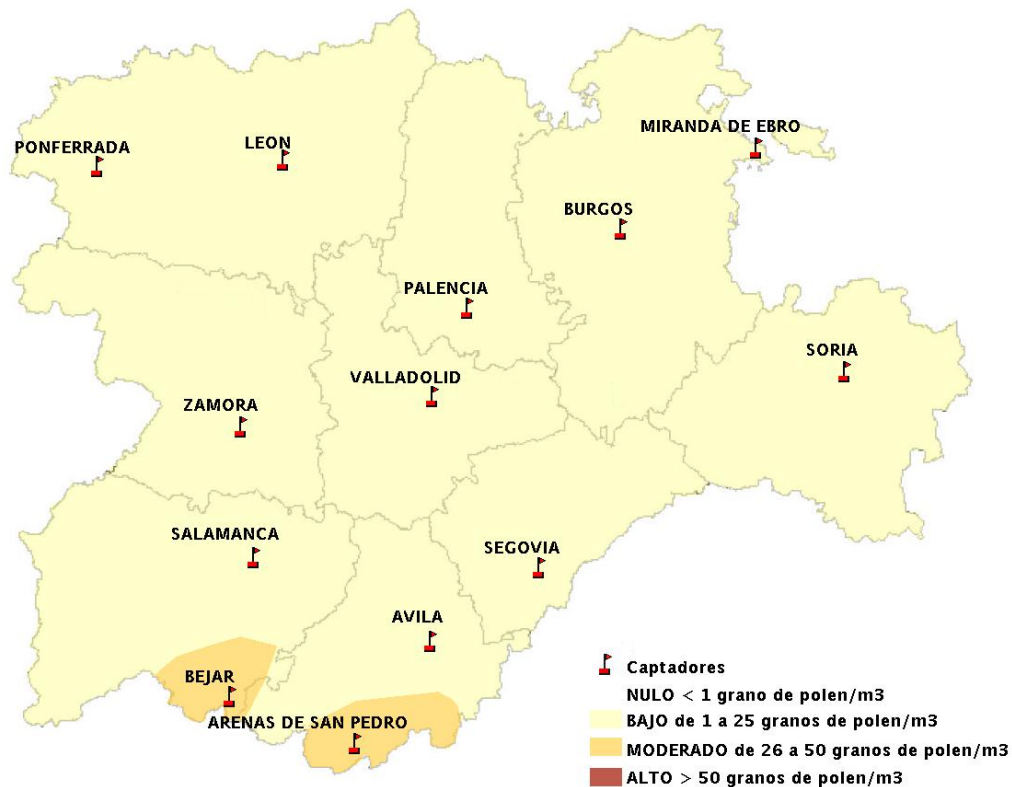 MIRANDA DE EBRO
PONFERRADA
LEON
BURGOS
PALENCIA
SORIA
VALLADOLID
ZAMORA
SALAMANCA
SEGOVIA
AVILA
BEJAR
ARENAS DE SAN PEDRO
Captadores
NULO < 1 grano de polen/m3
BAJO de 1 a 25 granos de polen/m3
MODERADO de 26 a 50 granos de polen/m3
ALTO > 50 granos de polen/m3